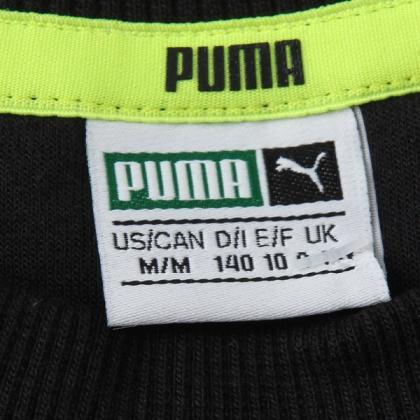 PUMA
PUMA
US/CAN D/I E/F UK
M/M 140 10